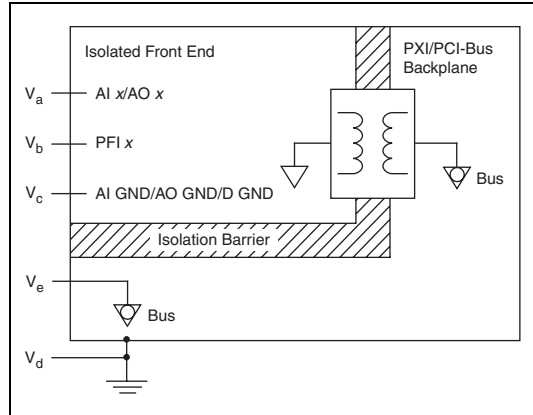 Isolated Front End
PXI/PCI-Bus
Backplane
Va
AI x/AO x
Vb
PFI x
Vc
AI GND/AO GND/D GND
Bus
Isolation Barrier
Ve
Bus
Vd